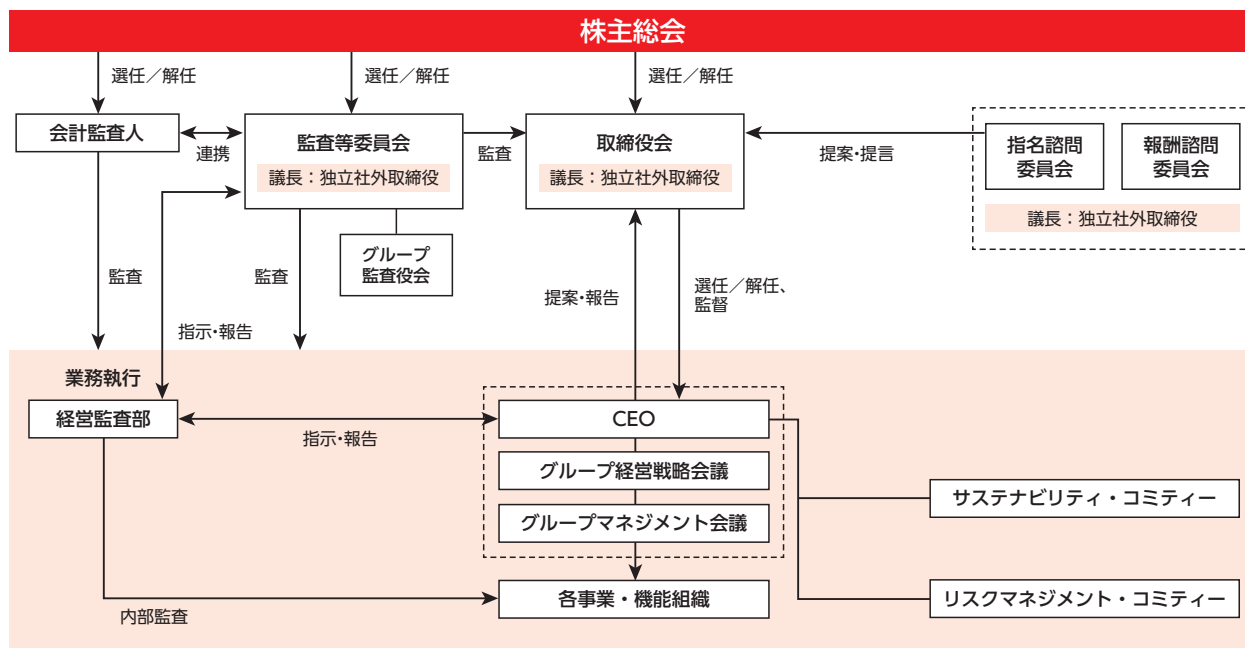 株主総会
選任／解任
選任／解任
選任／解任
会計監査人
連携
監査等委員会
議長：独立社外取締役
監査
取締役会
議長：独立社外取締役
提案・提言
指名諮問
委員会
報酬諮問
委員会
議長：独立社外取締役
グループ
監査役会
監査
指示・報告
監査
提案・報告
選任／解任、
監督
業務執行
経営監査部
指示・報告
CEO
グループ経営戦略会議
グループマネジメント会議
サステナビリティ・コミティー
各事業・機能組織
リスクマネジメント・コミティー
内部監査